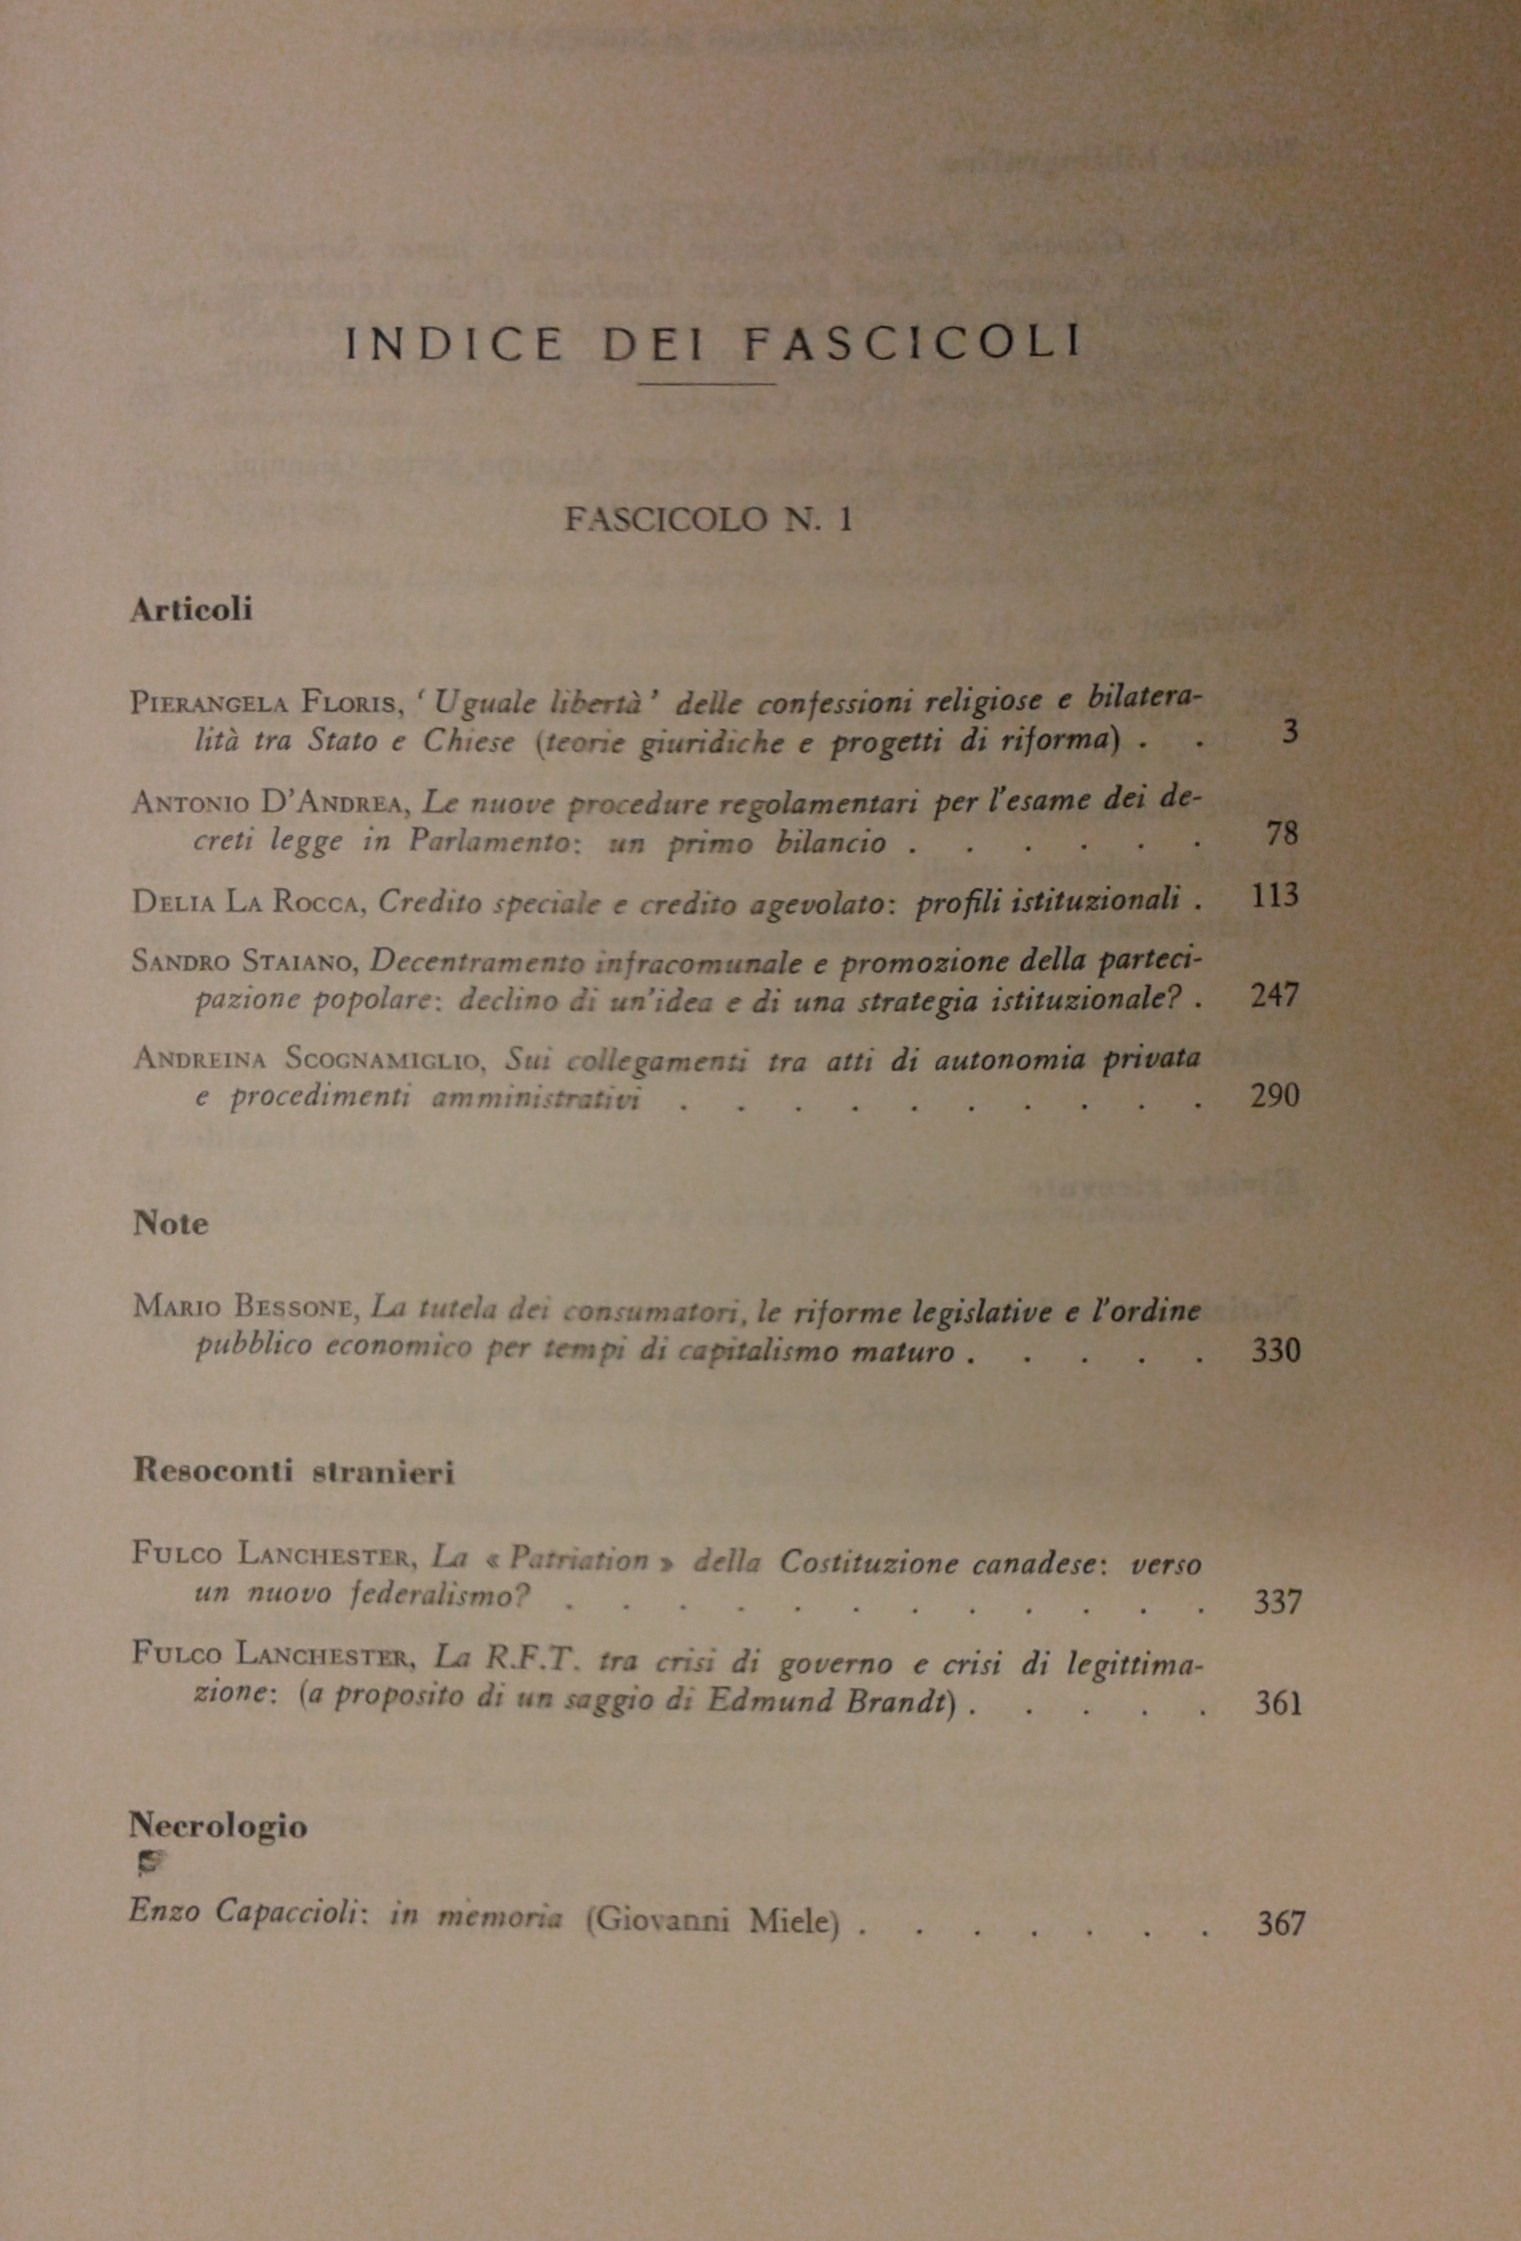 INDICE DEI FASCICOLI
FASCICOLO N. 1
Articoli
PIERANGELA FLORIS, ‘ Uguale libertà ’ delle confessioni religiose e bilatera-
lità tra Stato e Chiese (teorie giuridiche e progetti di riforma) . . 3
ANTONIO D’ANDREA, Le nuove procedure regolamentari per l’esame dei de-
creti legge in Parlamento: un primo bilancio . . . . . . 78
DELIA LA ROCCA, Credito speciale e credito agevolato: profili istituzionali . 113
SANDRO STAIANO, Decentramento infracomunale e promozione della parteci-
pazione popolare: declino di un’idea e di una strategia istituzionale? . 247
ANDREINA SCOGNAMIGLIO, Sui collegamenti tra atti di autonomia privata
e procedimenti amministrativi . . . . . . . . . . 290
Note
MARIO BESSONE, La tutela dei consumatori, le riforme legislative e l’ordine
pubblico economico per tempi di capitalismo maturo . . . . . 330
Resoconti stranieri
FULCO LANCHESTER, La « Patriation » della Costituzione canadese: verso
un nuovo federalismo? . . . . . . . . . . . . 337
FULCO LANCHESTER, La R.F.T. tra crisi di governo e crisi di legittima-
zione: (a proposito di un saggio di Edmund Brandt) . . . . . 361
Necrologio
Enzo Capaccioli: in memoria (Giovanni Miele) . . . . . . . 367